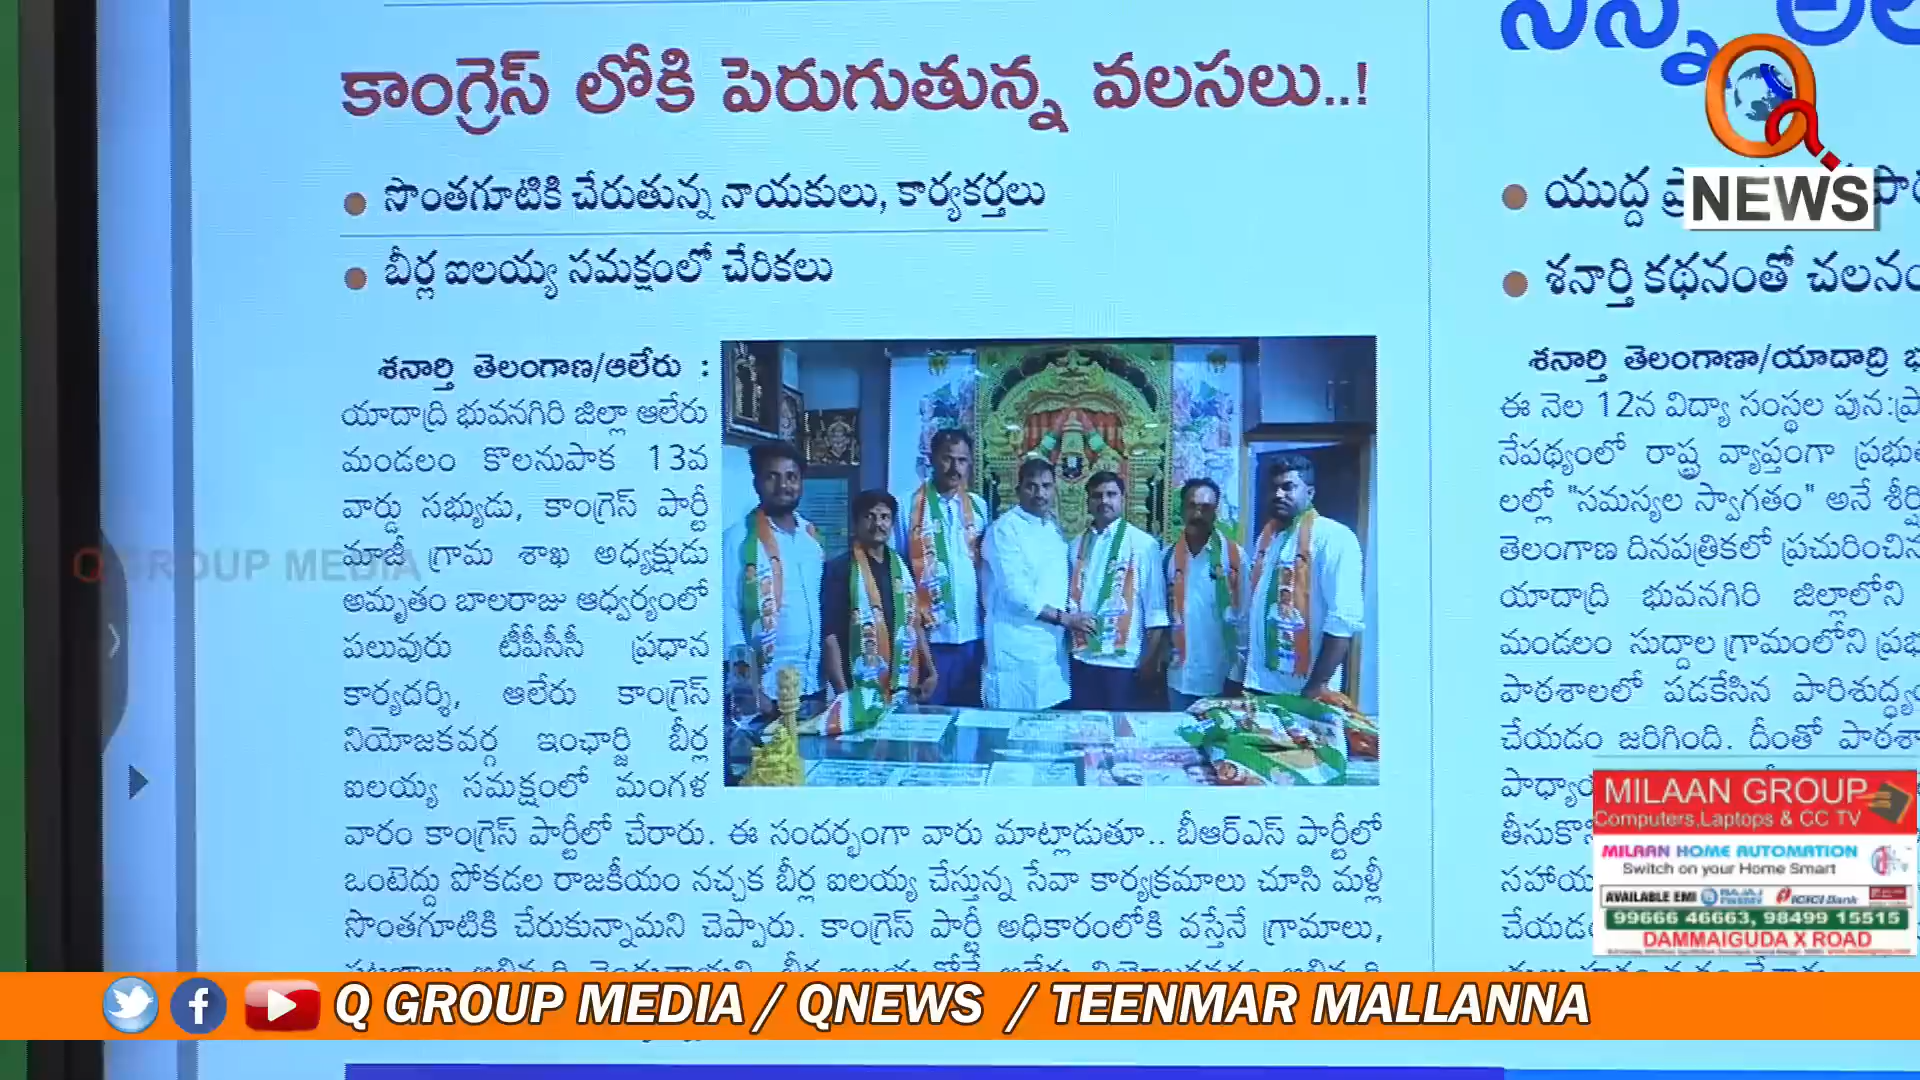 కాంగ్రెస్ లోకి పెరుగుతున్న వలసలు..!
సొంతగూటికి చేరుతున్న నాయకులు, కార్యకర్తలు
బీర్ల ఐలయ్య సమక్షంలో చేరికలు
శనార్తి తెలంగాణ/ఆలేరు :
యాదాద్రి భువనగిరి జిల్లా ఆలేరు
మండలం కొలనుపాక 13వ
వార్డు సభ్యుడు, కాంగ్రెస్ పార్టీ
మాజీ గ్రామ శాఖ అధ్యక్షుడు
అమృతం బాలరాజు ఆధ్వర్యంలో
పలువురు టీపీసీసీ ప్రధాన
కార్యదర్శి, ఆలేరు కాంగ్రెస్
నియోజకవర్గ ఇంఛార్జి బీర్ల
ఐలయ్య సమక్షంలో మంగళ
వారం కాంగ్రెస్ పార్టీలో చేరారు. ఈ సందర్భంగా వారు మాట్లాడుతూ.. బీఆర్ఎస్ పార్టీలో
ఒంటెద్దు పోకడల రాజకీయం నచ్చక బీర్ల ఐలయ్య చేస్తున్న సేవా కార్యక్రమాలు చూసి మళ్లీ
సొంతగూటికి చేరుకున్నామని చెప్పారు. కాంగ్రెస్ పార్టీ అధికారంలోకి వస్తేనే గ్రామాలు,
యుద్ధ
శనార్తి కథనంతో
శనార్తి తెలంగాణా/యాదాద్రి
ఈ నెల 12న విద్యా సంస్థల
నేపథ్యంలో రాష్ట్ర వ్యాప్తంగా
లల్లో "సమస్యల స్వాగతం" అనే
తెలంగాణ దినపత్రికలో
యాదాద్రి భువనగిరి జిల్లాలోని
మండలం సుద్దాల గ్రామంలోని
పాఠశాలలో పడకేసిన
చేయడం జరిగింది. దీంతో
Q NEWS
Q GROUP MEDIA
MILAAN GROUP
Computers,Laptops & CC TV
MILAAN HOME AUTOMATION
Switch on your Home Smart
AVAILABLE EMI BAJAJ FINSERV ICICI Bank
99666 46663, 98499 15515
DAMMAIGUDA X ROAD
Q GROUP MEDIA / QNEWS / TEENMAR MALLANNA